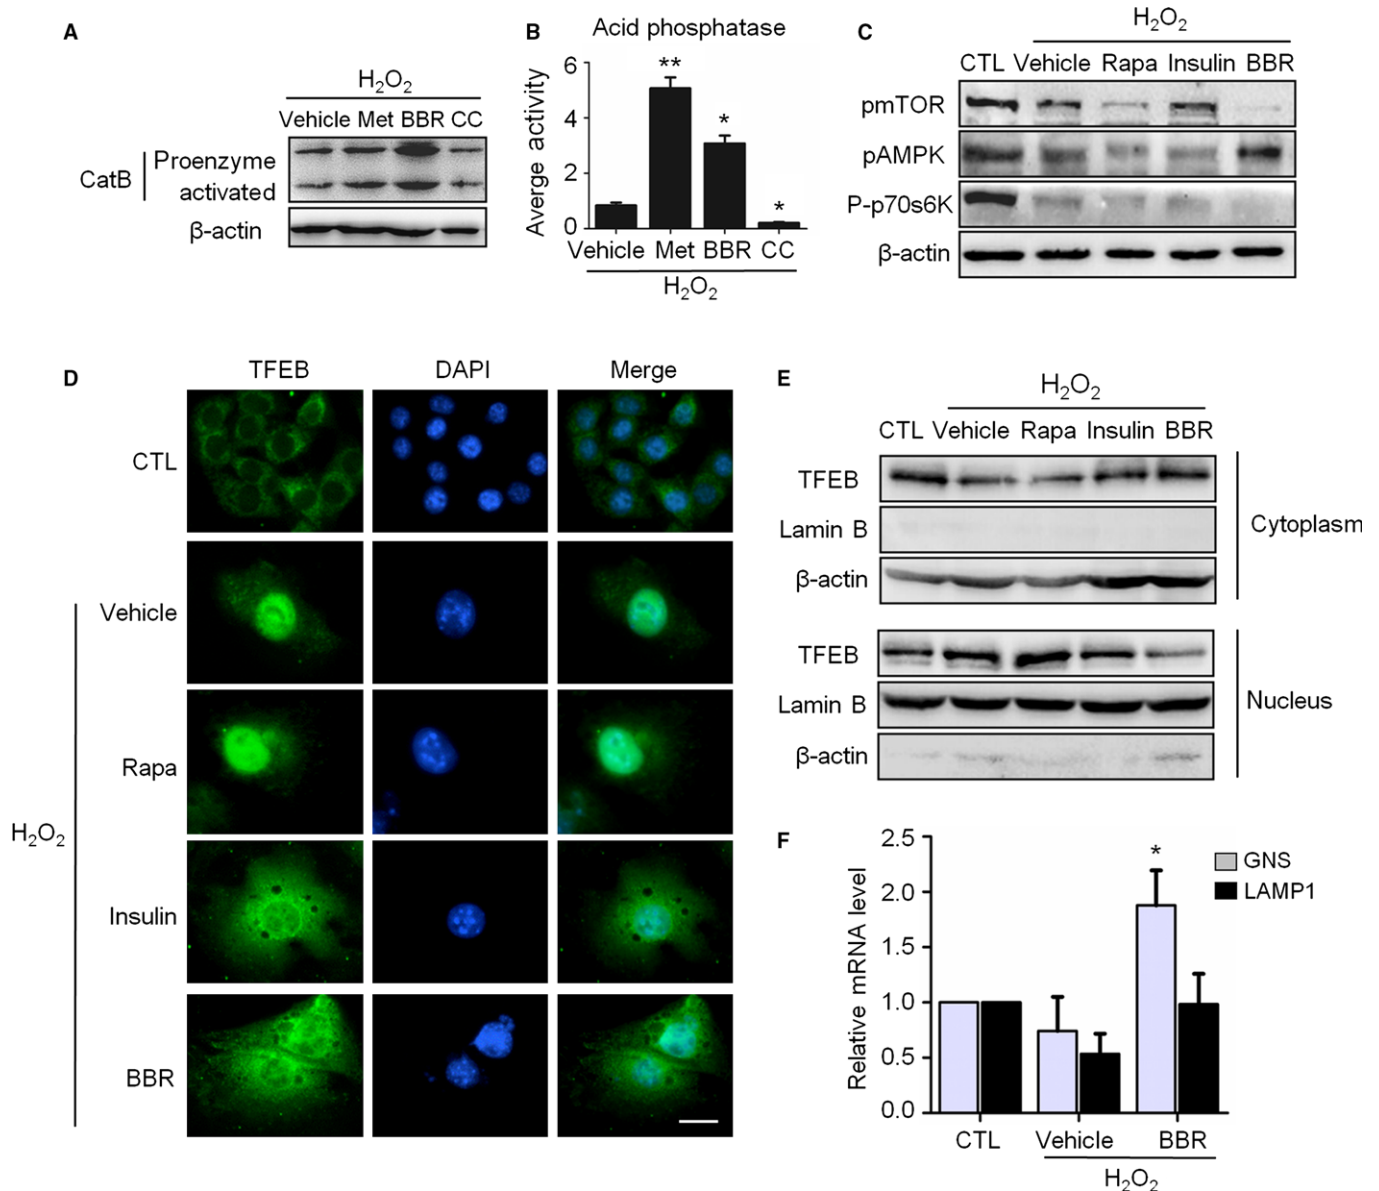 A
H₂O₂
Vehicle Met BBR CC
CatB
Proenzyme
activated
β-actin
B
Acid phosphatase
Averge activity
6
4
2
0
**
*
*
Vehicle Met BBR CC
H₂O₂
C
H₂O₂
CTL Vehicle Rapa Insulin BBR
pmTOR
pAMPK
P-p70s6K
β-actin
D
TFEB DAPI Merge
CTL
Vehicle
Rapa
H₂O₂
Insulin
BBR
E
H₂O₂
CTL Vehicle Rapa Insulin BBR
TFEB
Lamin B
β-actin
Cytoplasm
TFEB
Lamin B
β-actin
Nucleus
F
Relative mRNA level
2.5
2.0
1.5
1.0
0.5
0.0
*
GNS
LAMP1
CTL Vehicle BBR
H₂O₂